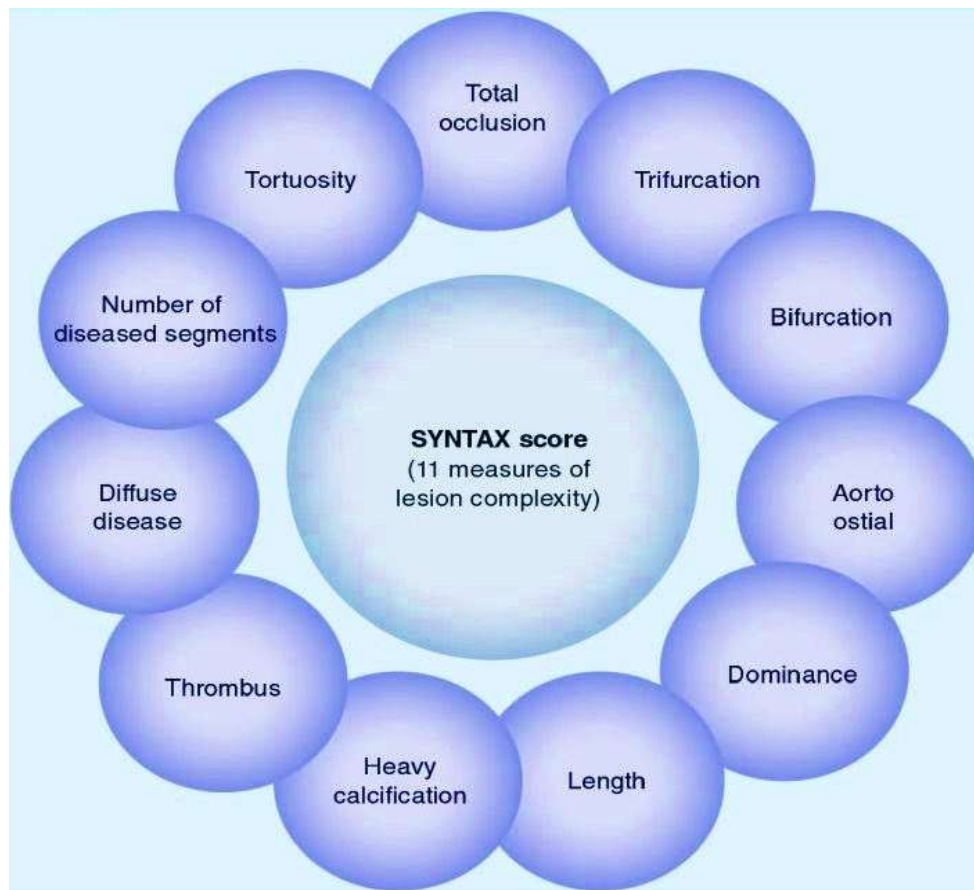 Total
occlusion
Trifurcation
Bifurcation
Aorto
ostial
Dominance
Length
Heavy
calcification
Thrombus
Diffuse
disease
Number of
diseased segments
Tortuosity
SYNTAX score
(11 measures of
lesion complexity)